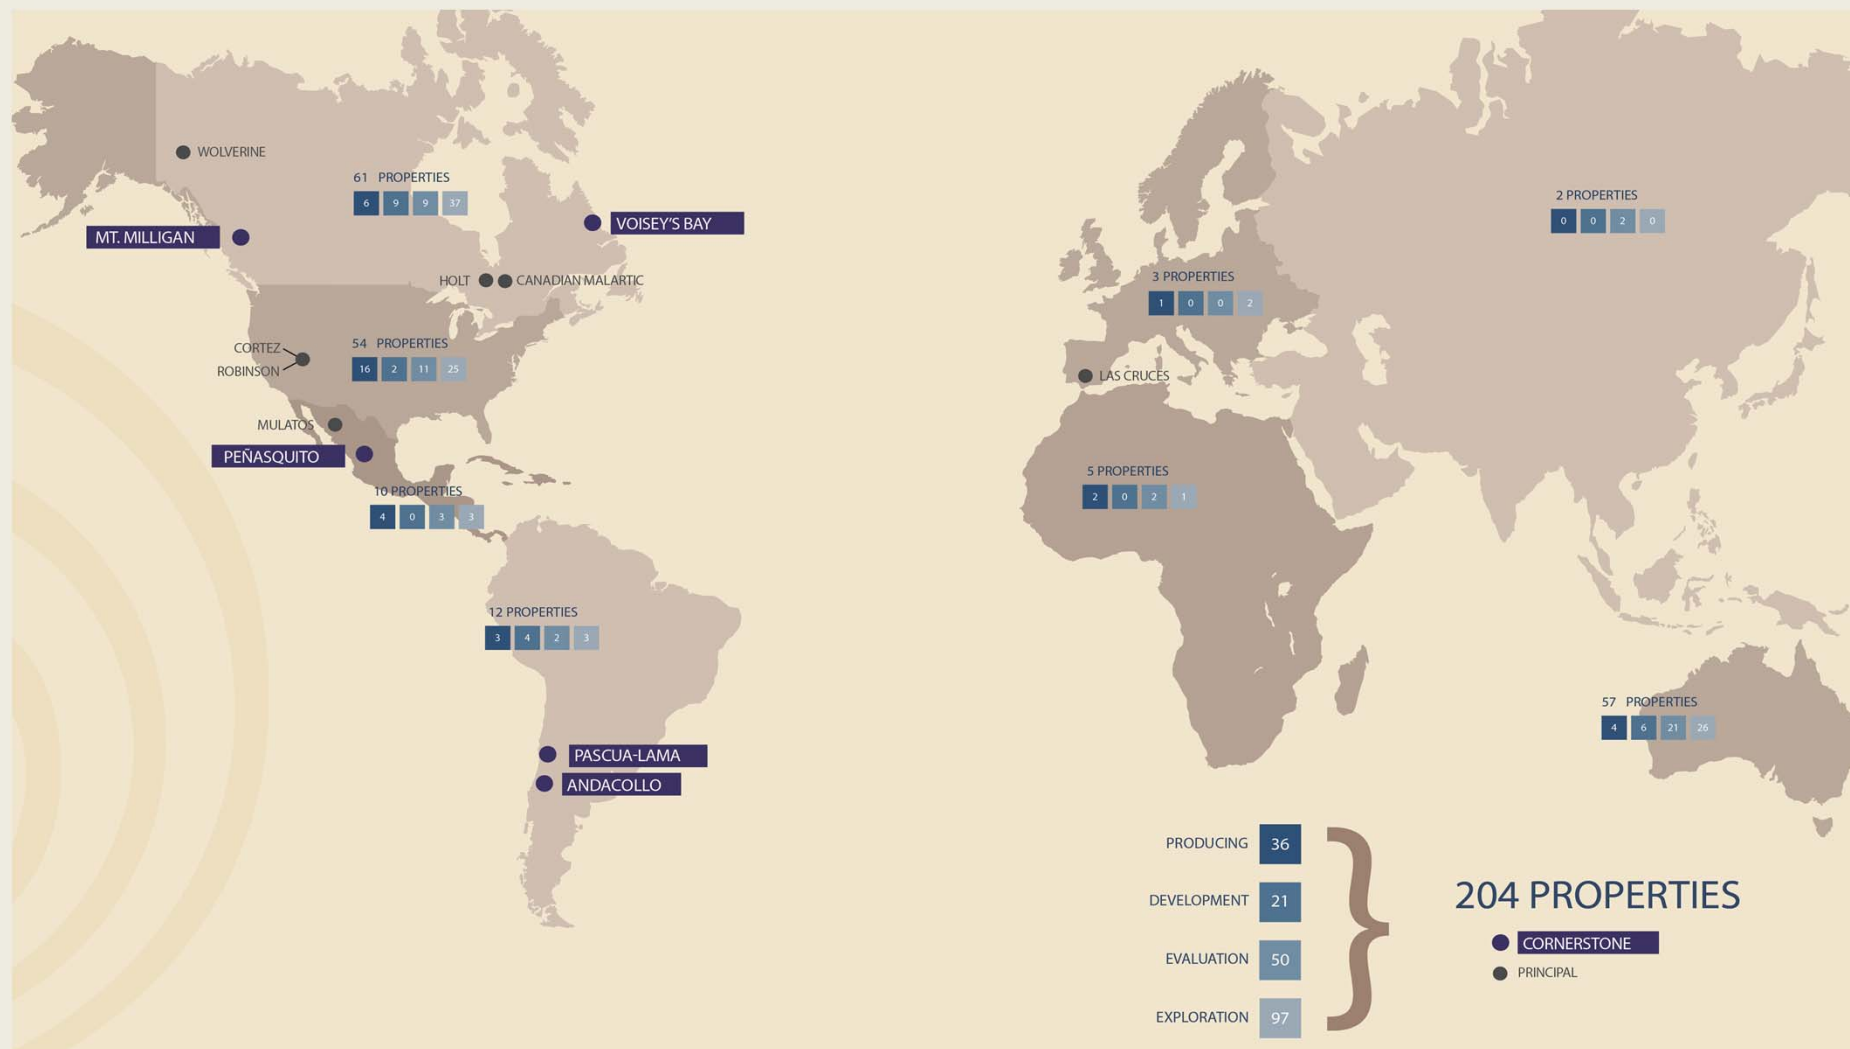 WOLVERINE
61 PROPERTIES
6 9 9 37
MT. MILLIGAN
VOISEY'S BAY
HOLT
CANADIAN MALARTIC
CORTEZ
ROBINSON
54 PROPERTIES
16 2 11 25
MULATOS
PEÑASQUITO
10 PROPERTIES
4 0 3 3
12 PROPERTIES
3 4 2 3
PASCUA-LAMA
ANDACOLLO
2 PROPERTIES
0 0 2 0
3 PROPERTIES
1 0 0 2
LAS CRUCES
5 PROPERTIES
2 0 2 1
57 PROPERTIES
4 6 21 26
PRODUCING 36
DEVELOPMENT 21
EVALUATION 50
EXPLORATION 97
204 PROPERTIES
CORNERSTONE
PRINCIPAL